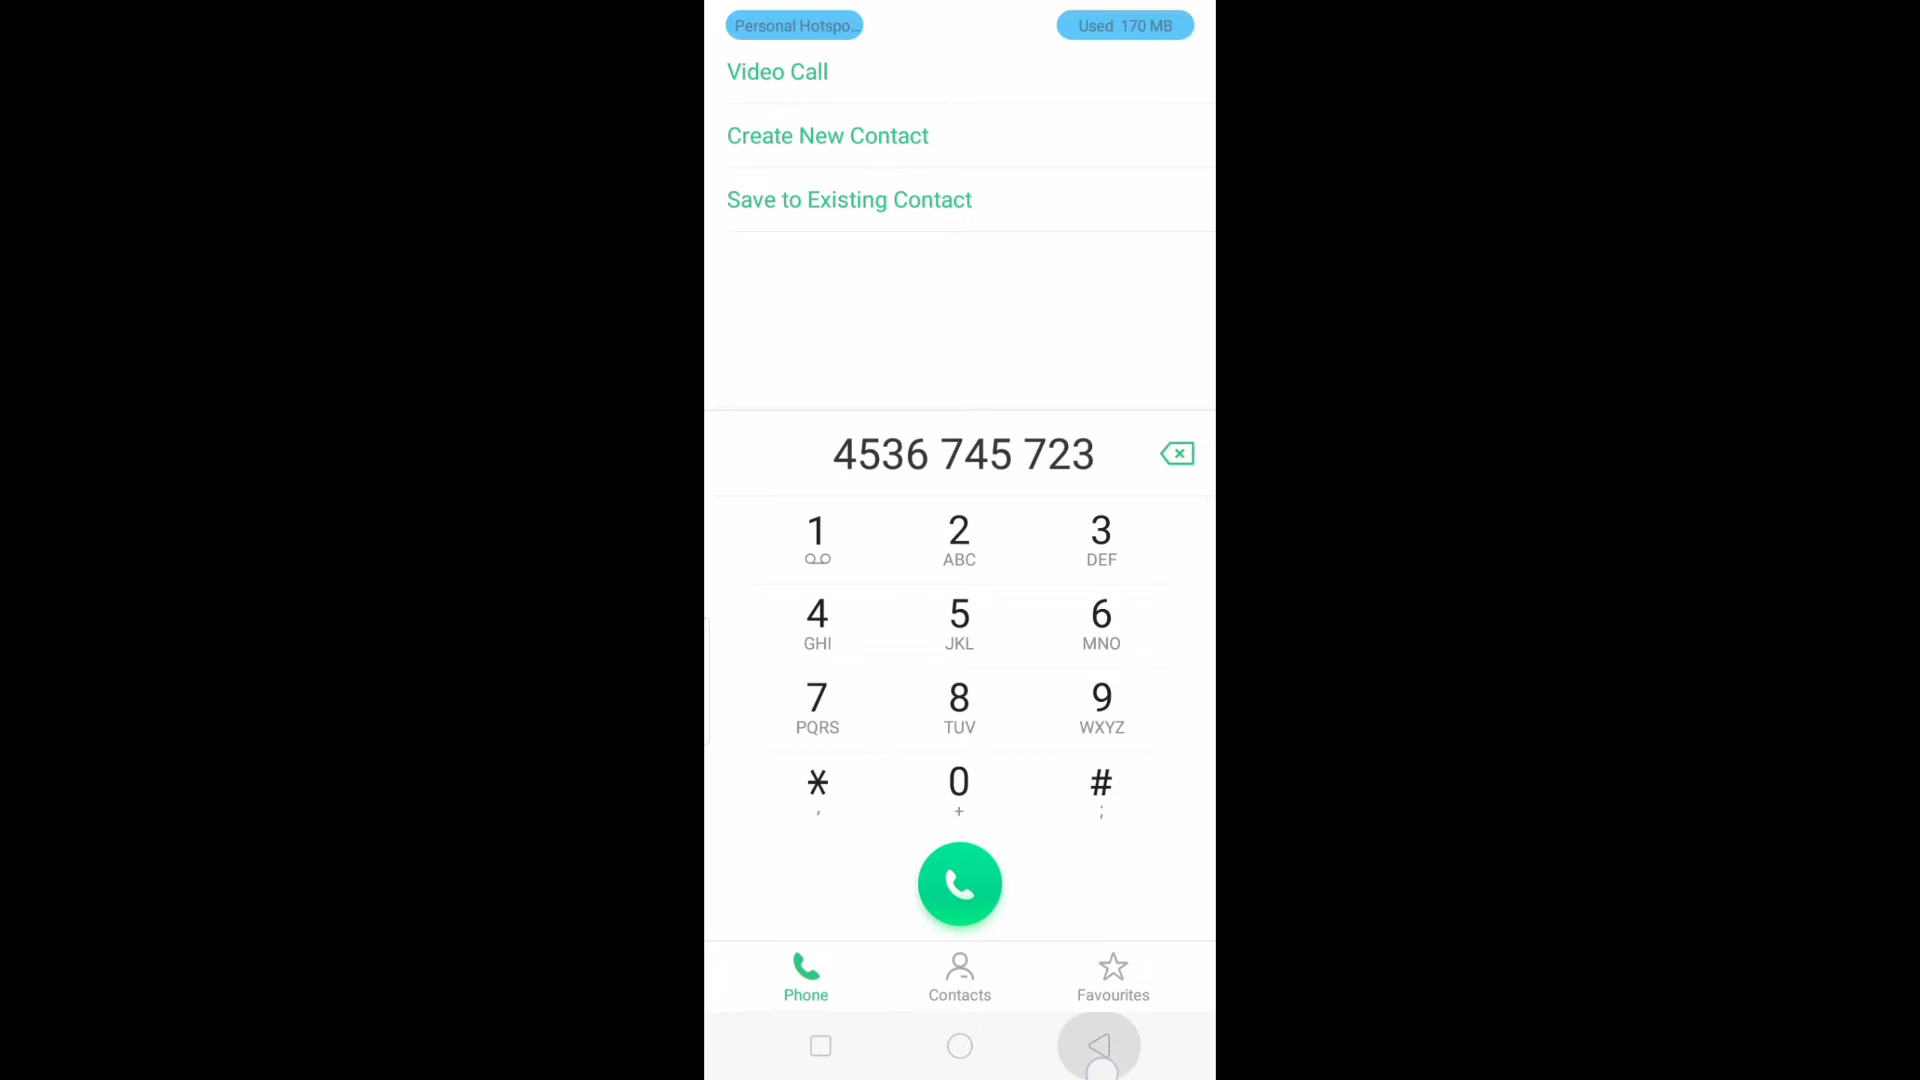 Personal Hotspo... Used 170 MB
Video Call
Create New Contact
Save to Existing Contact
4536 745 723
1 2 3
ABC DEF
4 5 6
GHI JKL MNO
7 8 9
PQRS TUV WXYZ
* 0 #
, + ;
Phone Contacts Favourites